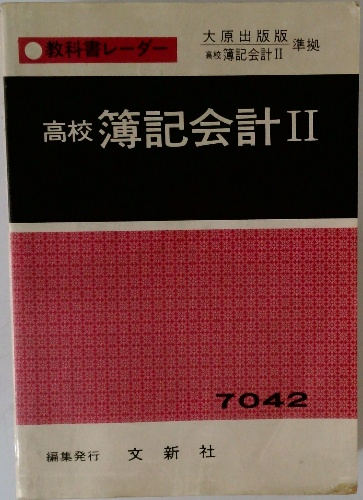 ●教科書レーダー
大原出版版
高校 簿記会計II
準拠
高校 簿記会計II
7042
編集発行 文新社